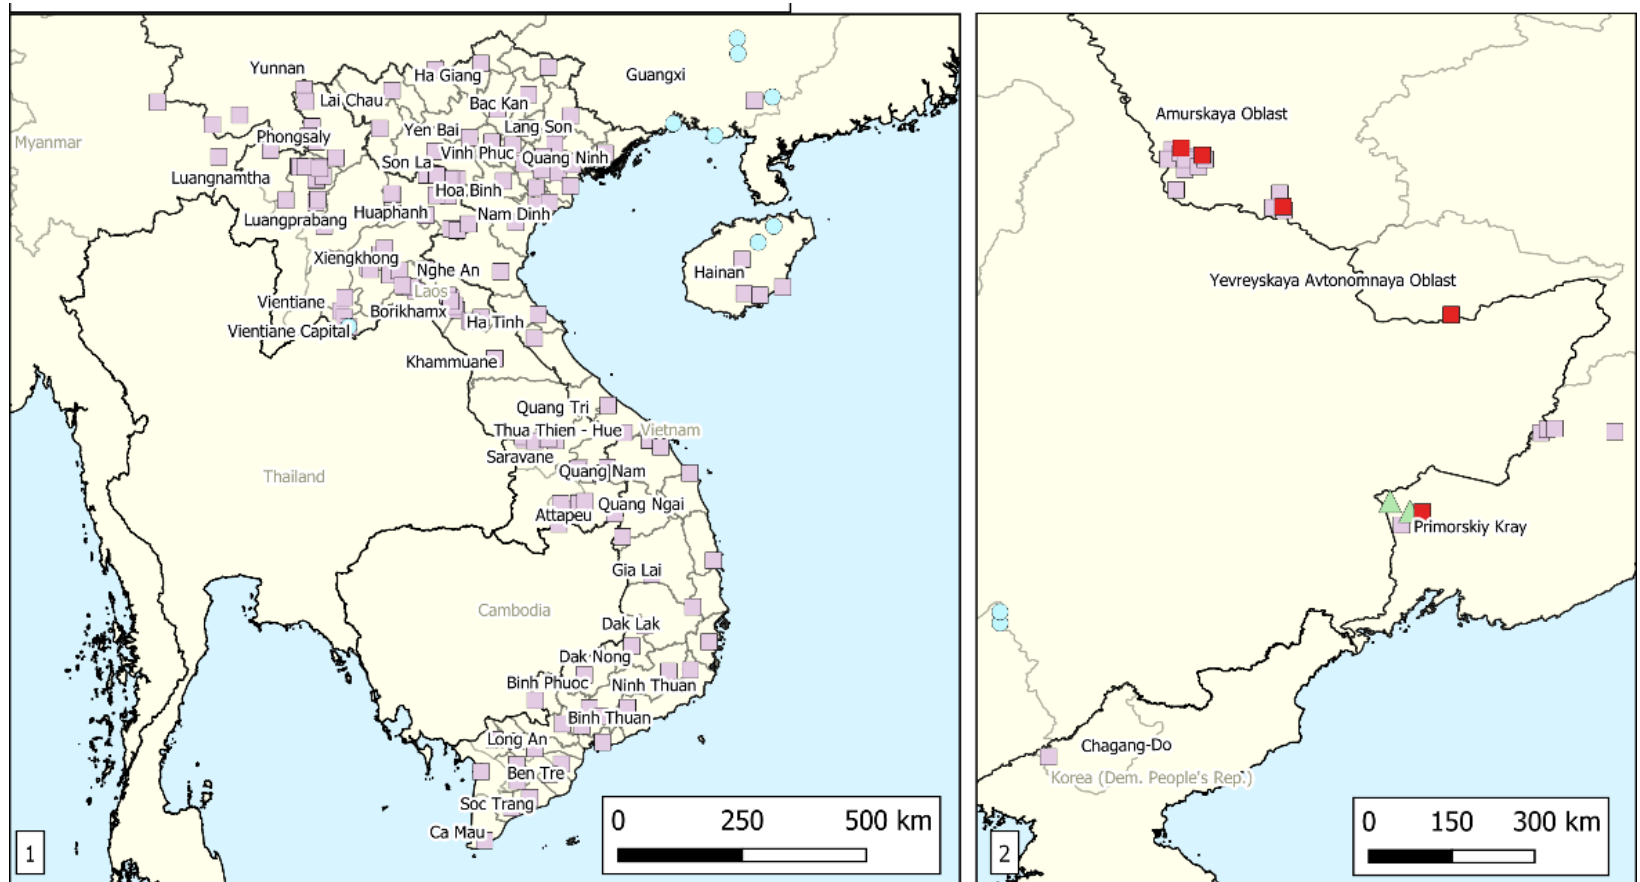 Yunnan
Ha Giang
Guangxi
Lai Chau
Bac Kan
Yen Bai
Lang Son
Phongsaly
Myanmar
Vinh Phuc
Quang Ninh
Son La
Luangnamtha
Hoa Binh
Luangprabang
Huaphanh
Nam Dinh
Xiengkhong
Nghe An
Hainan
Laos
Vientiane
Borikhamx
Ha Tinh
Vientiane Capital
Khammuane
Quang Tri
Thua Thien - Hue
Vietnam
Saravane
Quang Nam
Thailand
Quang Ngai
Attapeu
Gia Lai
Cambodia
Dak Lak
Dak Nong
Binh Phuoc
Ninh Thuan
Binh Thuan
Long An
Ben Tre
Soc Trang
Ca Mau
0 250 500 km
1
Amurskaya Oblast
Yevreyskaya Avtonomnaya Oblast
Primorskiy Kray
Chagang-Do
Korea (Dem. People's Rep.)
0 150 300 km
2